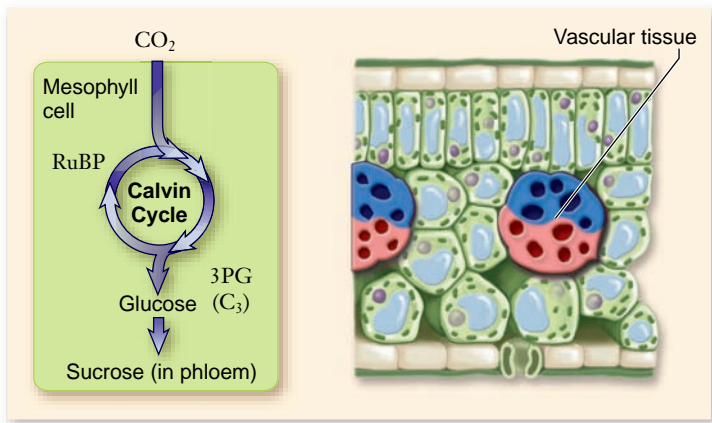 CO₂
Mesophyll
cell
RuBP
Calvin
Cycle
3PG
(C₃)
Glucose
Sucrose (in phloem)
Vascular tissue